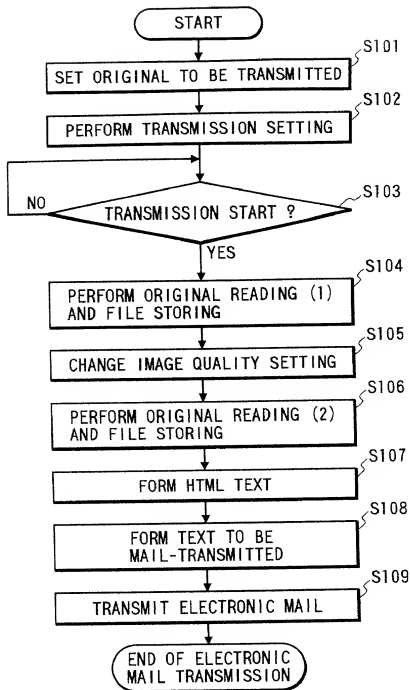 START
S101
SET ORIGINAL TO BE TRANSMITTED
S102
PERFORM TRANSMISSION SETTING
S103
NO
TRANSMISSION START ?
YES
S104
PERFORM ORIGINAL READING (1)
AND FILE STORING
S105
CHANGE IMAGE QUALITY SETTING
S106
PERFORM ORIGINAL READING (2)
AND FILE STORING
S107
FORM HTML TEXT
S108
FORM TEXT TO BE
MAIL-TRANSMITTED
S109
TRANSMIT ELECTRONIC MAIL
END OF ELECTRONIC
MAIL TRANSMISSION